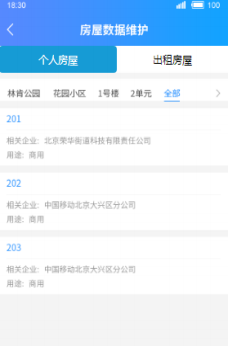 18:30 100
房屋数据维护
个人房屋 出租房屋
林肯公园 花园小区 1号楼 2单元 全部
201
相关企业: 北京荣华街道科技有限责任公司
用途: 商用
202
相关企业: 中国移动北京大兴区分公司
用途: 商用
203
相关企业: 中国移动北京大兴区分公司
用途: 商用